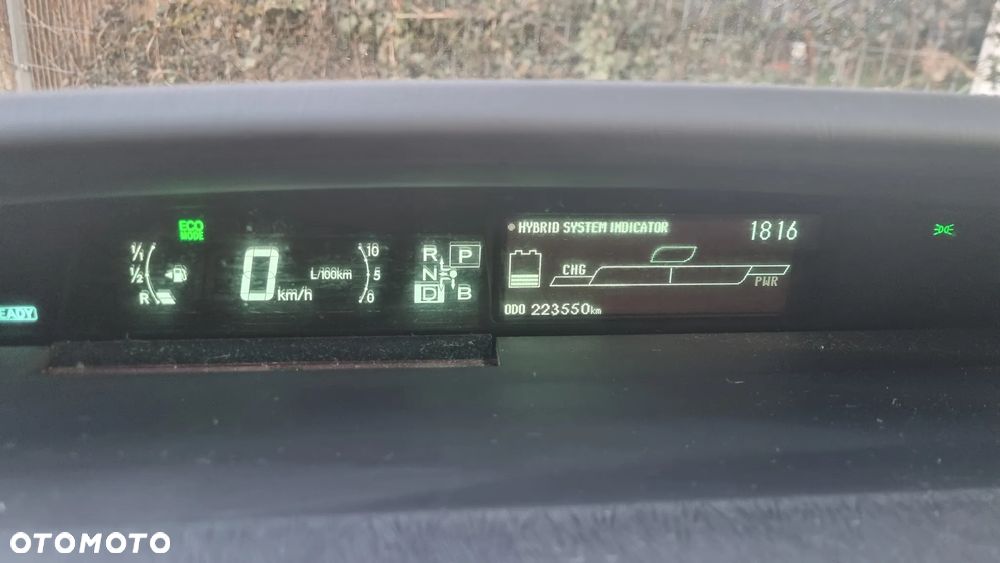 ECO
MODE
1/1
1/2
R
0
km/h
L/100km
10
5
0
R
P
N
D
B
HYBRID SYSTEM INDICATOR
1816
CHG
PWR
ODO 223550km
EADY
OTOMOTO